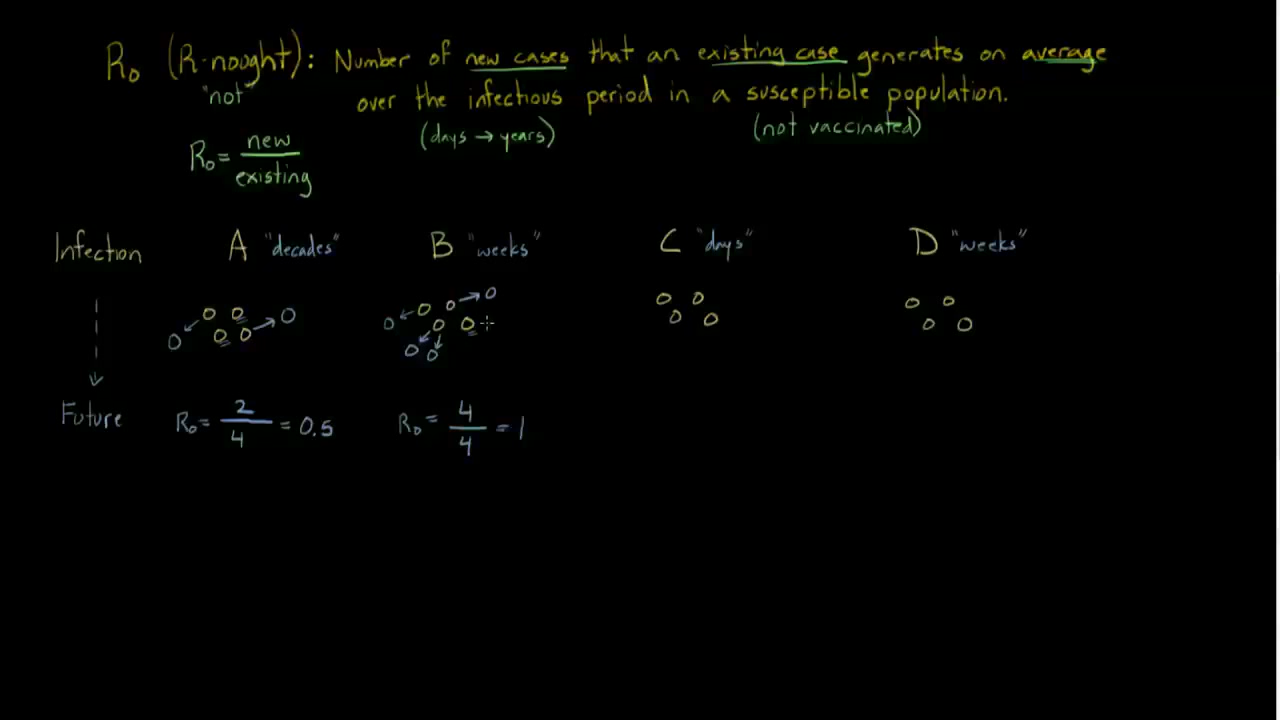 R₀ (R-nought): Number of new cases that an existing case generates on average
"not" over the infectious period in a susceptible population.
(days → years) (not vaccinated)
R₀ = new / existing
Infection A "decades" B "weeks" C "days" D "weeks"
Future R₀ = 2/4 = 0.5 R₀ = 4/4 = 1